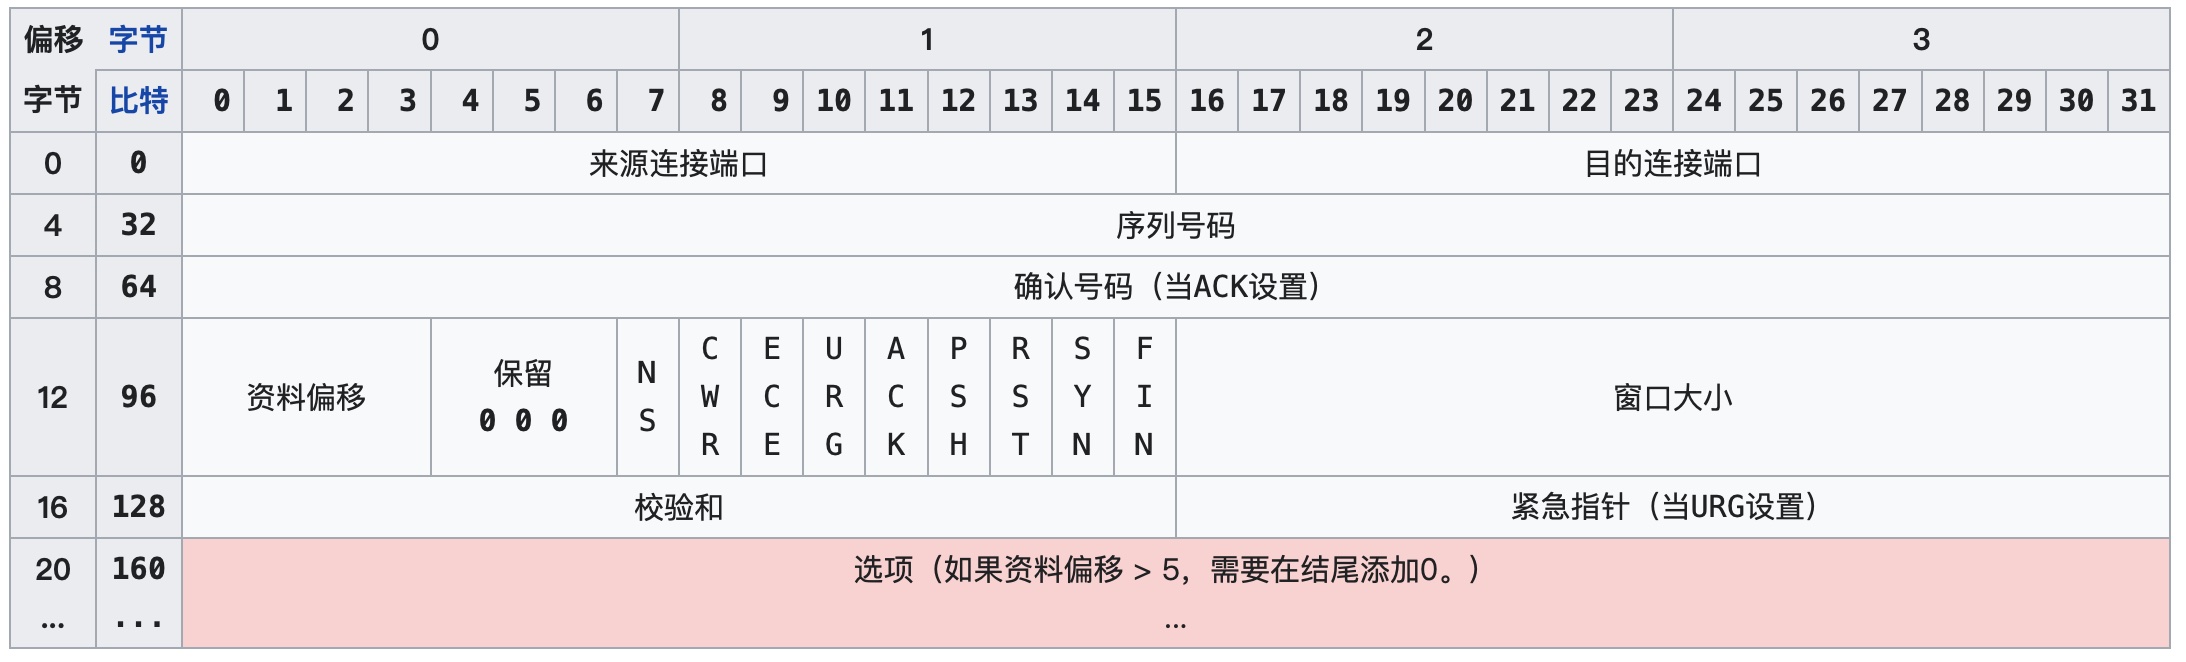 偏移 字节 0 1 2 3
字节 比特 0 1 2 3 4 5 6 7 8 9 10 11 12 13 14 15 16 17 18 19 20 21 22 23 24 25 26 27 28 29 30 31
0 0 来源连接端口 目的连接端口
4 32 序列号码
8 64 确认号码（当ACK设置）
12 96 资料偏移 保留 0 0 0 NS CWR ECE URG ACK PSH RST SYN FIN 窗口大小
16 128 校验和 紧急指针（当URG设置）
20 160 选项（如果资料偏移 > 5，需要在结尾添加0。）
... ... ...